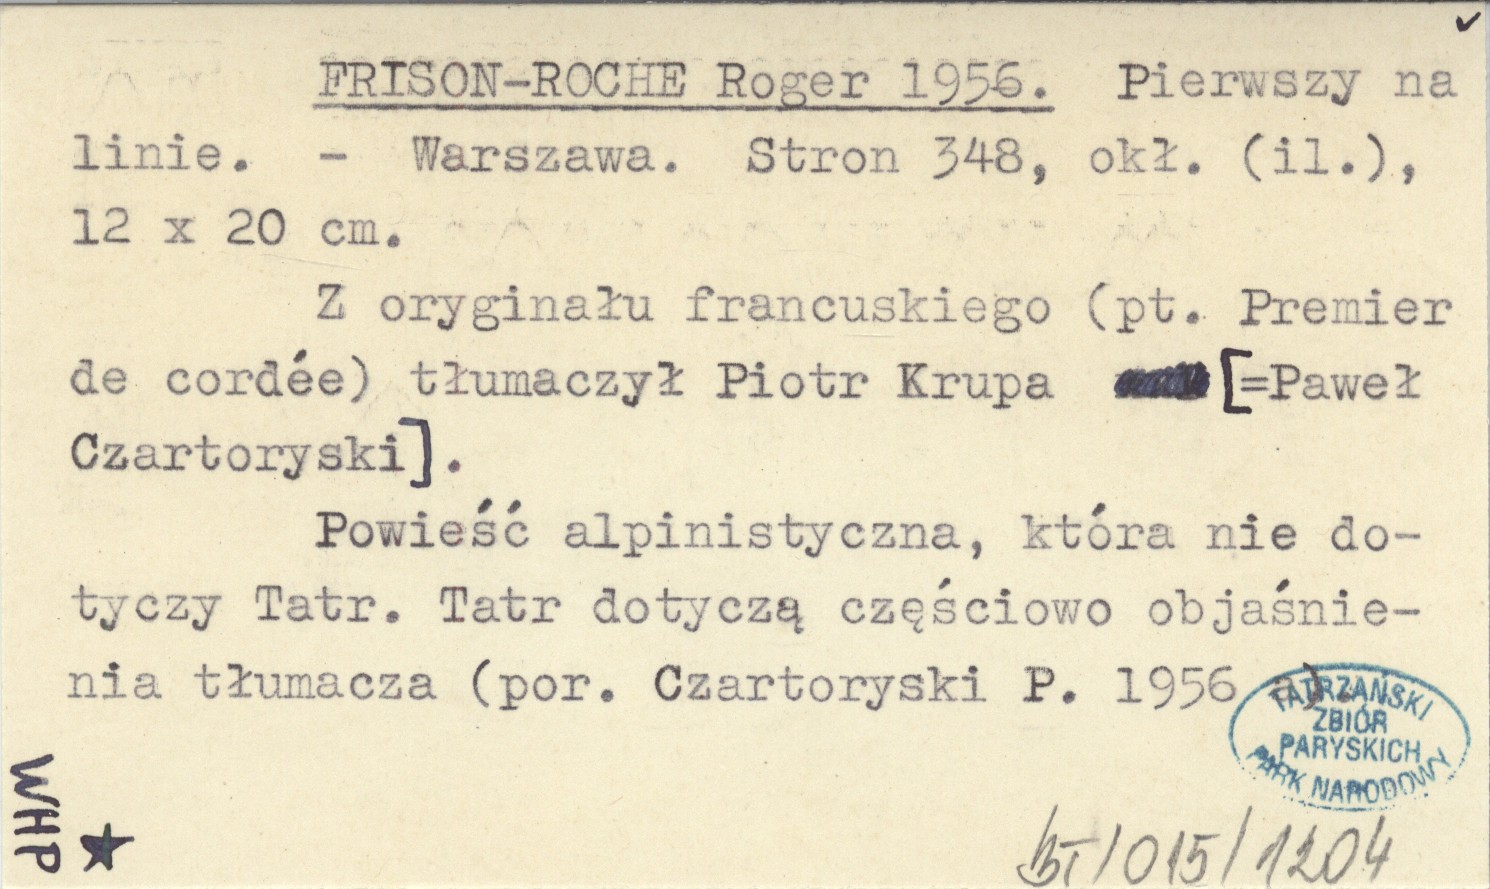 FRISON-ROCHE Roger 1956. Pierwszy na
linie. - Warszawa. Stron 348, okł. (il.),
12 x 20 cm.
Z oryginału francuskiego (pt. Premier
de cordée) tłumaczył Piotr Krupa [=Paweł
Czartoryski].
Powieść alpinistyczna, która nie do-
tyczy Tatr. Tatr dotyczą częściowo objaśnie-
nia tłumacza (por. Czartoryski P. 1956 a).
TATRZAŃSKI
ZBIÓR
PARYSKICH
PARK NARODOWY
WHP
BT/015/1204